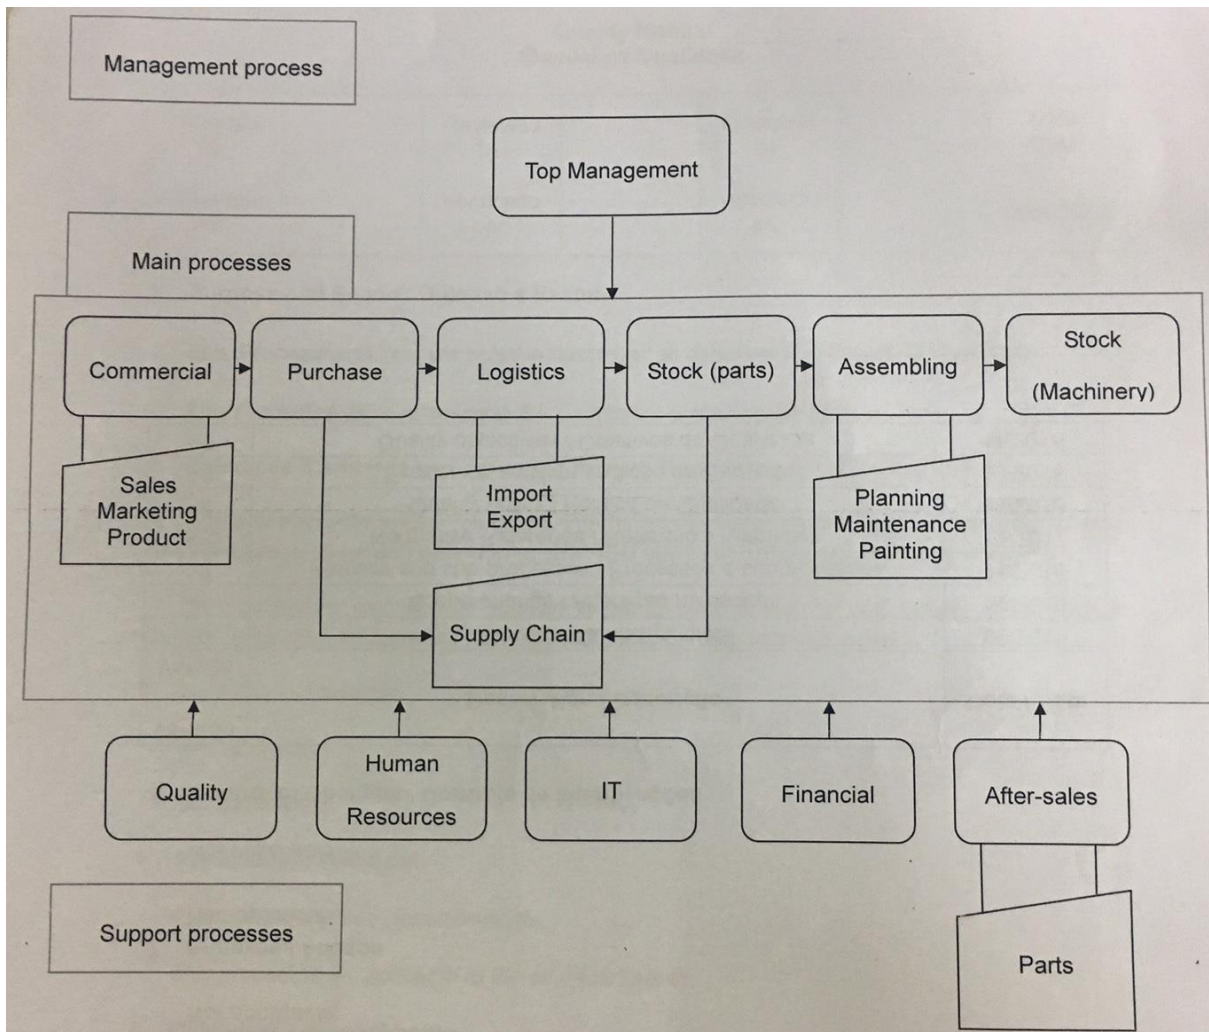 Management process
Top Management
Main processes
Commercial
Purchase
Logistics
Stock (parts)
Assembling
Stock
(Machinery)
Sales
Marketing
Product
Import
Export
Planning
Maintenance
Painting
Supply Chain
Quality
Human
Resources
IT
Financial
After-sales
Support processes
Parts